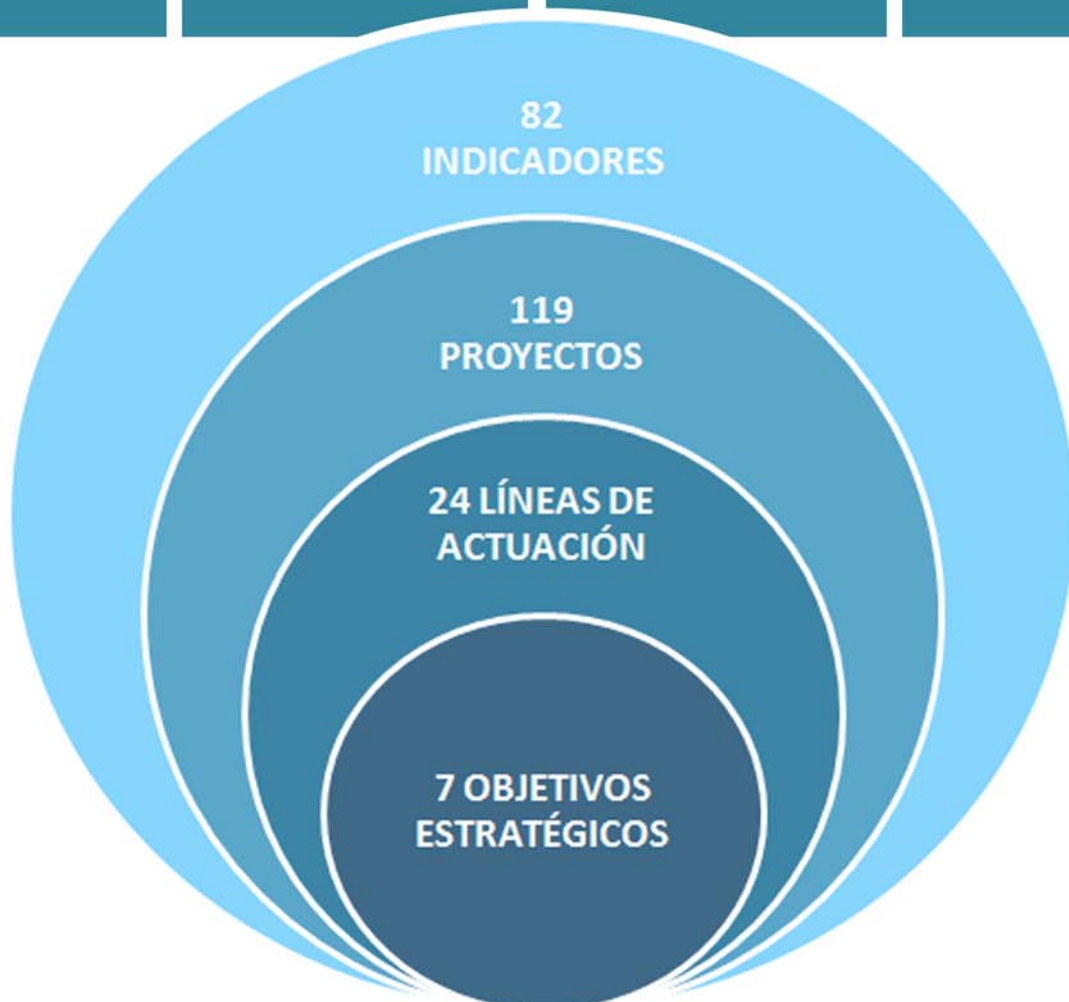 82
INDICADORES
119
PROYECTOS
24 LÍNEAS DE
ACTUACIÓN
7 OBJETIVOS
ESTRATÉGICOS